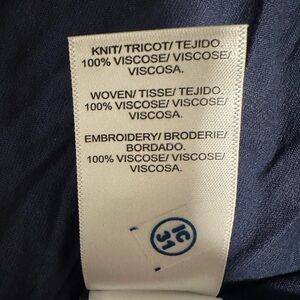 KNIT/ TRICOT/ TEJIDO.
100% VISCOSE/ VISCOSE/
VISCOSA.
WOVEN/ TISSE/ TEJIDO.
100% VISCOSE/ VISCOSE/
VISCOSA.
EMBROIDERY/ BRODERIE/
BORDADO.
100% VISCOSE/ VISCOSE/
VISCOSA.
IC
31